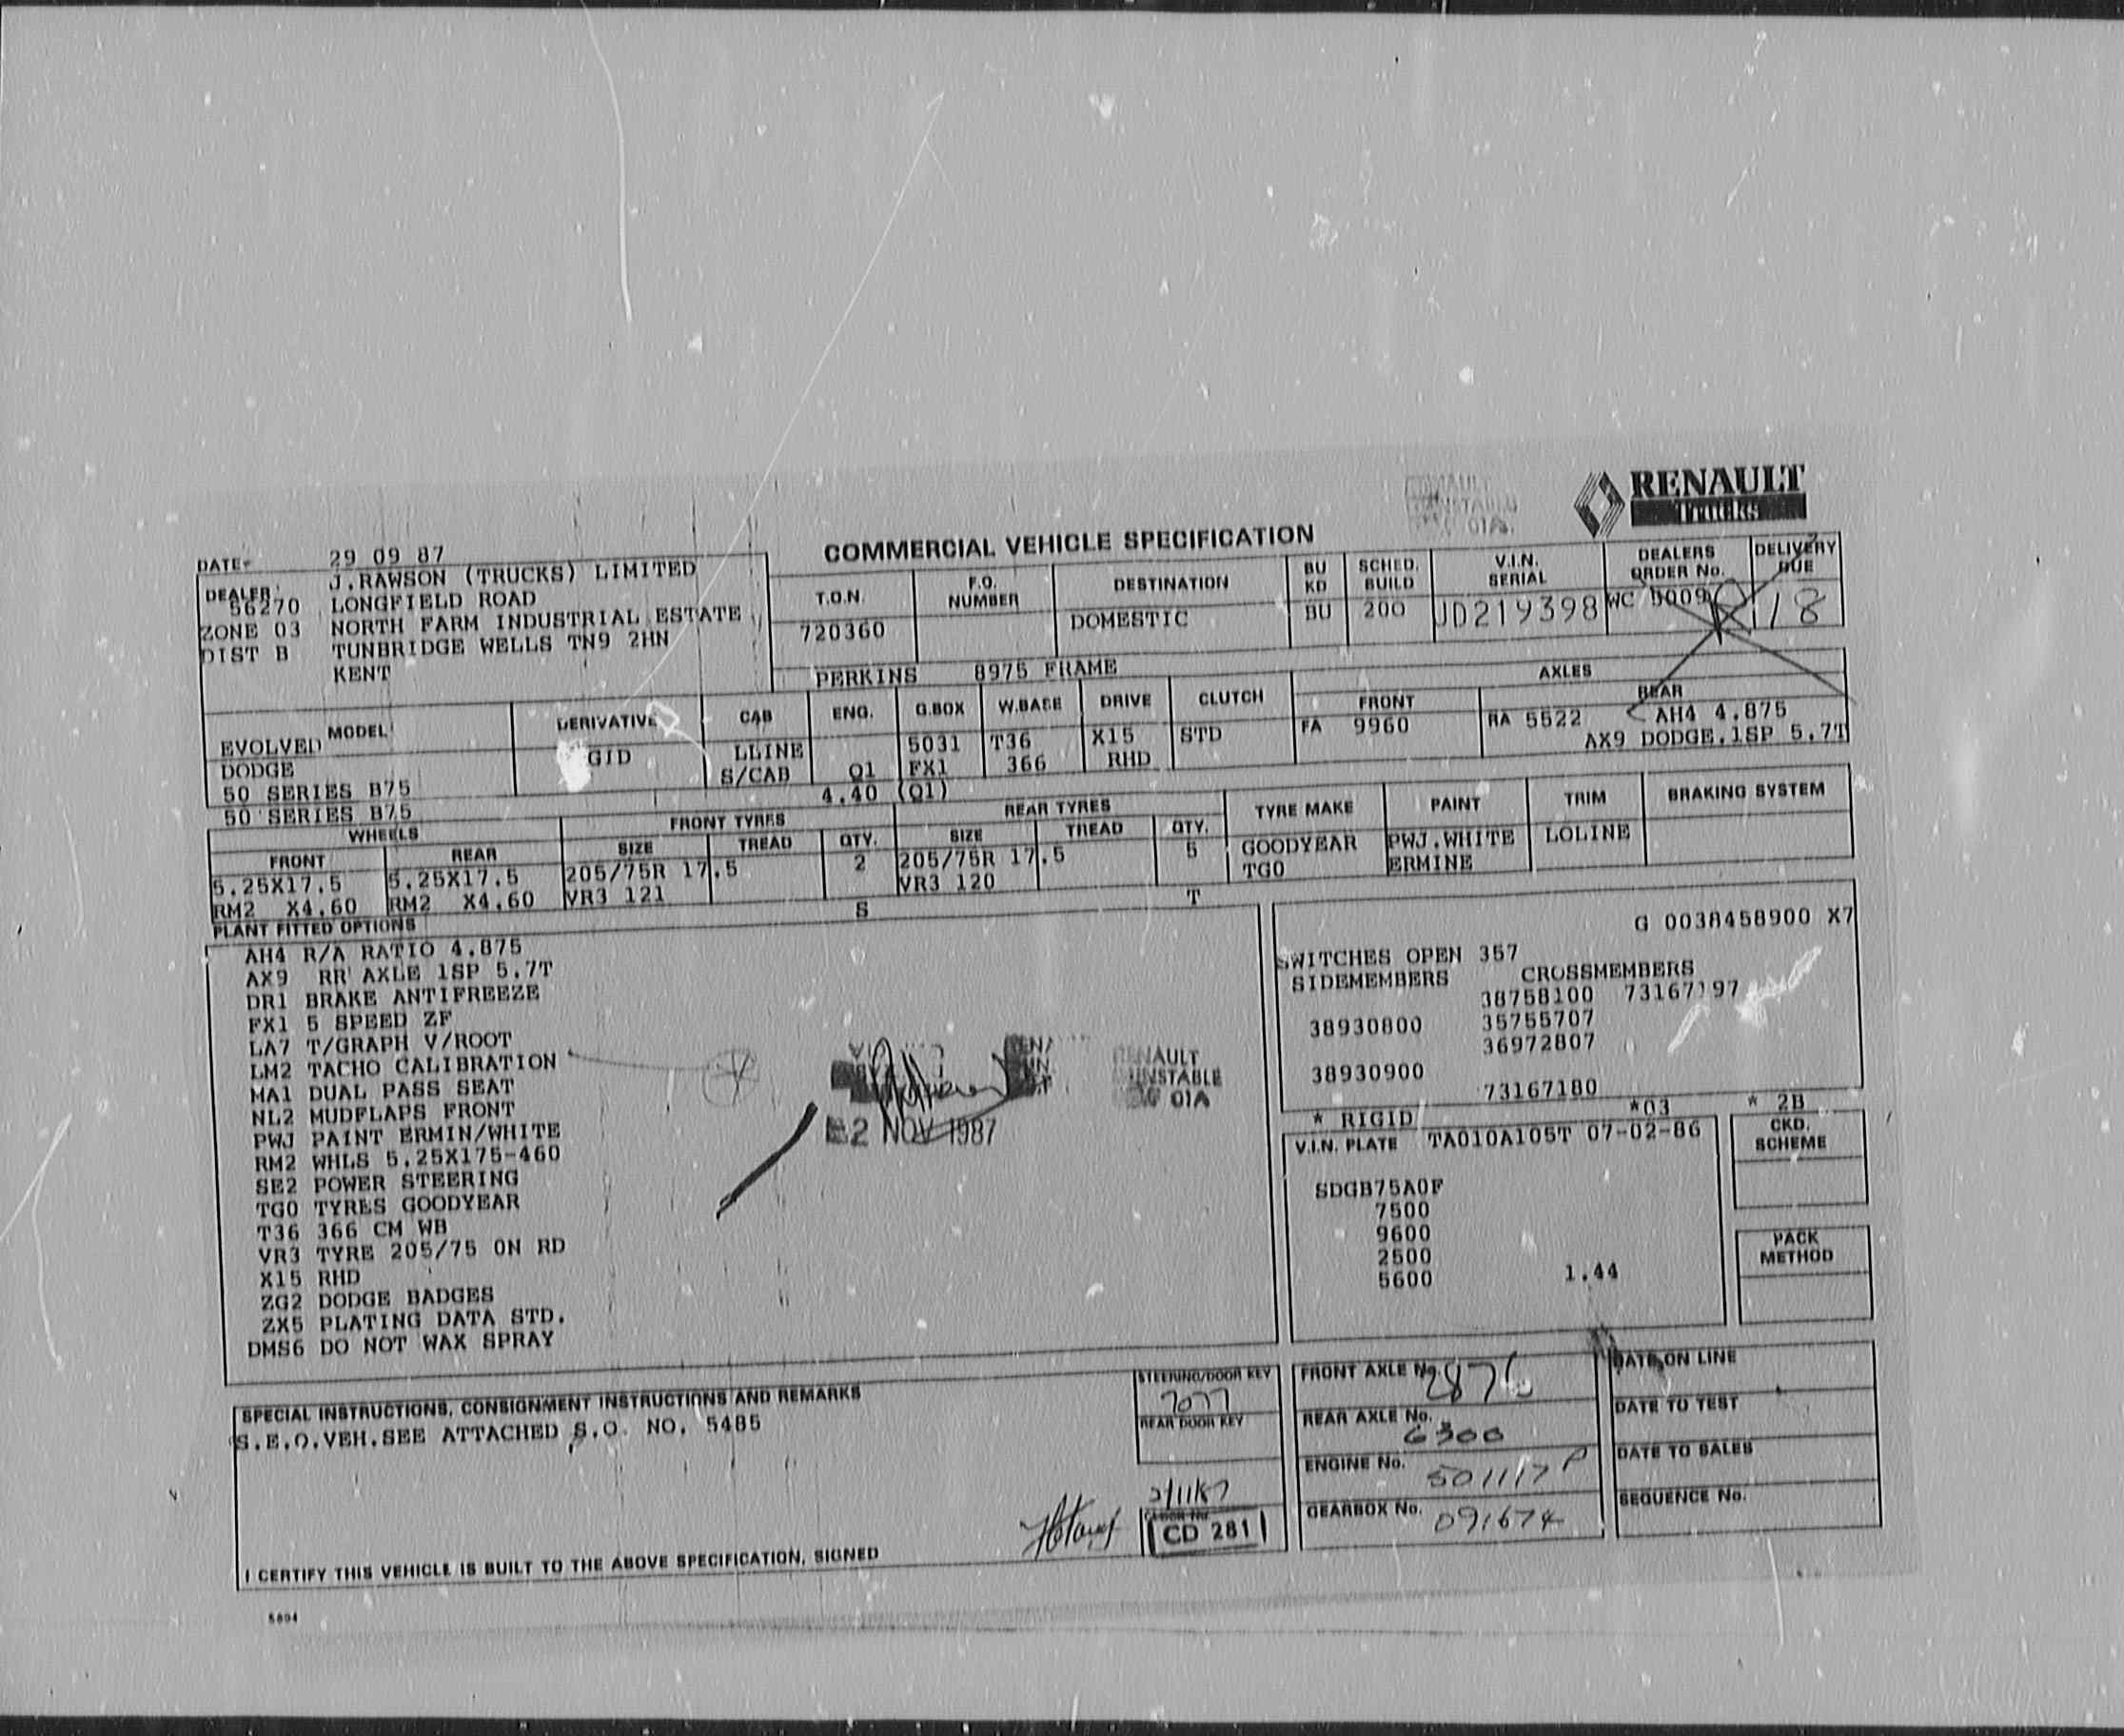 RENAULT
Trucks
COMMERCIAL VEHICLE SPECIFICATION
DATE 29 09 87
DEALER J.RAWSON (TRUCKS) LIMITED
56270 LONGFIELD ROAD
ZONE 03 NORTH FARM INDUSTRIAL ESTATE
DIST B TUNBRIDGE WELLS TN9 2HN
KENT
T.O.N. F.O. NUMBER DESTINATION BU KD SCHED. BUILD V.I.N. SERIAL DEALERS ORDER No. DELIVERY DUE
720360 DOMESTIC BU 200 JD219398 WC 18
PERKINS 8975 FRAME
MODEL DERIVATIVE CAB ENG. G.BOX W.BASE DRIVE CLUTCH AXLES
FRONT REAR
EVOLVED GID LLINE 5031 T36 X15 STD FA 9960 RA 5522 AH4 4.875
DODGE S/CAB Q1 FX1 366 RHD AX9 DODGE.1SP 5.7T
50 SERIES B75 4.40 (Q1)
50 SERIES B75
WHEELS FRONT TYRES REAR TYRES TYRE MAKE PAINT TRIM BRAKING SYSTEM
FRONT REAR SIZE TREAD QTY. SIZE TREAD QTY.
5.25X17.5 5.25X17.5 205/75R 17.5 2 205/75R 17.5 5 GOODYEAR PWJ.WHITE LOLINE
RM2 X4.60 RM2 X4.60 VR3 121 VR3 120 TG0 ERMINE
S T
PLANT FITTED OPTIONS
AH4 R/A RATIO 4.875
AX9 RR AXLE 1SP 5.7T
DR1 BRAKE ANTIFREEZE
FX1 5 SPEED ZF
LA7 T/GRAPH V/ROOT
LM2 TACHO CALIBRATION
MA1 DUAL PASS SEAT
NL2 MUDFLAPS FRONT
PWJ PAINT ERMIN/WHITE
RM2 WHLS 5.25X175-460
SE2 POWER STEERING
TG0 TYRES GOODYEAR
T36 366 CM WB
VR3 TYRE 205/75 ON RD
X15 RHD
ZG2 DODGE BADGES
ZX5 PLATING DATA STD.
DMS6 DO NOT WAX SPRAY
2 NOV 1987
RENAULT
DUNSTABLE
01A
G 0038458900 X7
SWITCHES OPEN 357
SIDEMEMBERS CROSSMEMBERS
38758100 73167197
38930800 35755707
36972807
38930900
73167180
* RIGID *03 * 2B
V.I.N. PLATE TA010A105T 07-02-86
CKD. SCHEME
SDGB75A0F
7500
9600
2500
5600 1.44
PACK METHOD
SPECIAL INSTRUCTIONS, CONSIGNMENT INSTRUCTIONS AND REMARKS
S.E.O.VEH.SEE ATTACHED S.O. NO. 5485
STEERING/DOOR KEY
7077
REAR DOOR KEY
2/11/87
CD 281
FRONT AXLE No. 2876
REAR AXLE No. 6300
ENGINE No. 501117 P
GEARBOX No. 091674
DATE ON LINE
DATE TO TEST
DATE TO SALES
SEQUENCE No.
I CERTIFY THIS VEHICLE IS BUILT TO THE ABOVE SPECIFICATION, SIGNED
5804